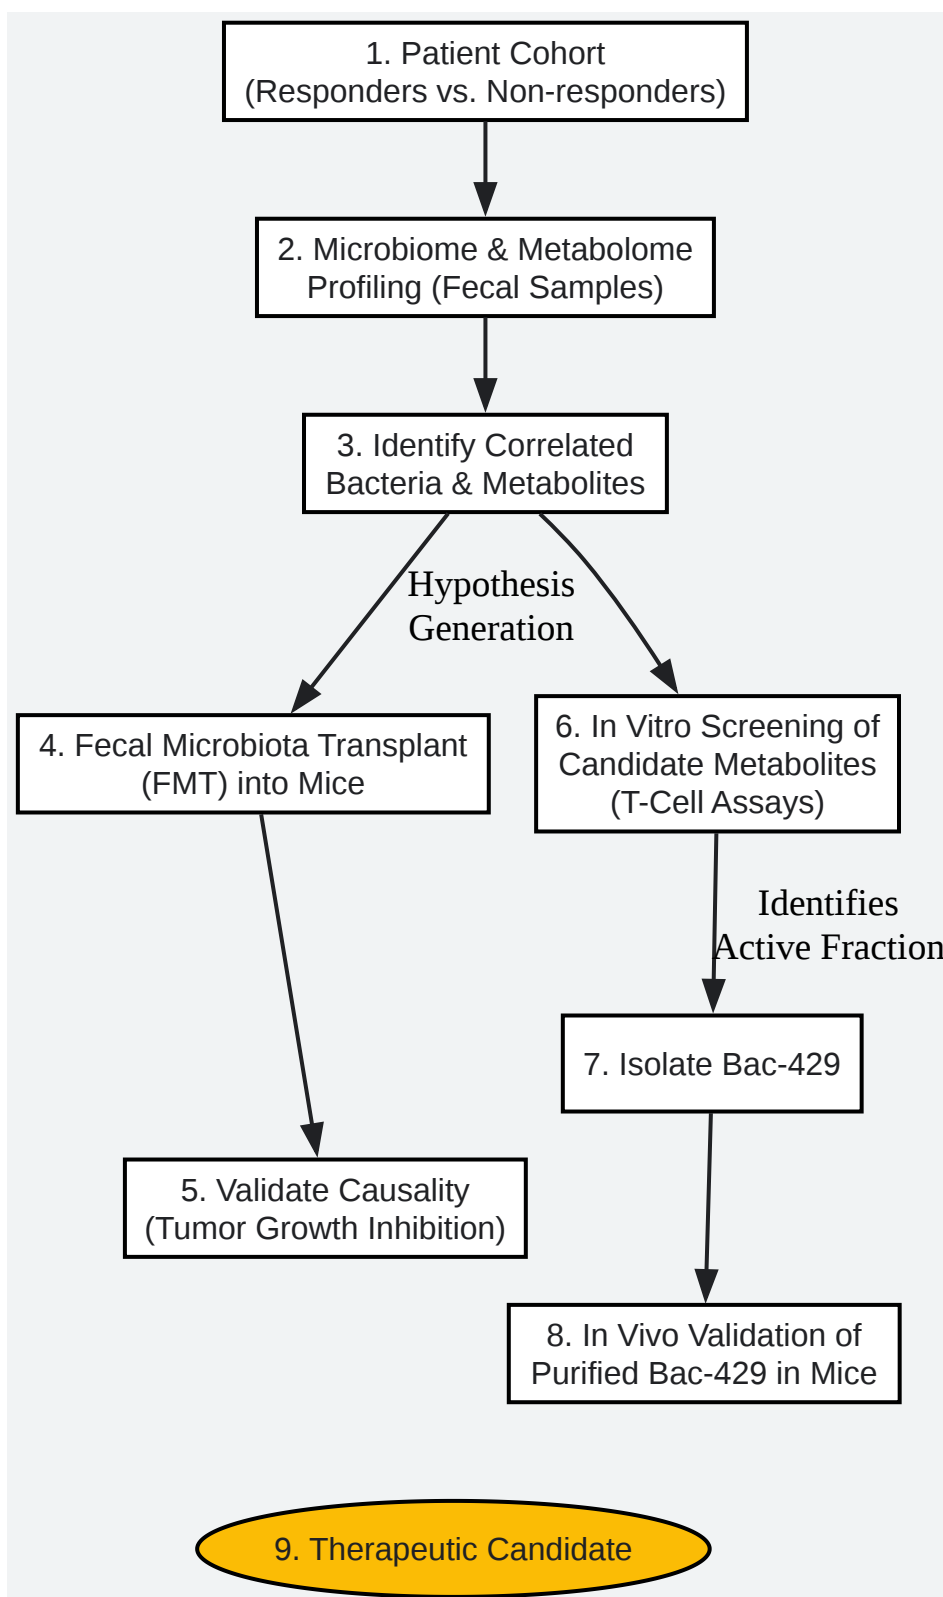 1. Patient Cohort
(Responders vs. Non-responders)
2. Microbiome & Metabolome
Profiling (Fecal Samples)
3. Identify Correlated
Bacteria & Metabolites
Hypothesis
Generation
4. Fecal Microbiota Transplant
(FMT) into Mice
6. In Vitro Screening of
Candidate Metabolites
(T-Cell Assays)
Identifies
Active Fraction
7. Isolate Bac-429
5. Validate Causality
(Tumor Growth Inhibition)
8. In Vivo Validation of
Purified Bac-429 in Mice
9. Therapeutic Candidate